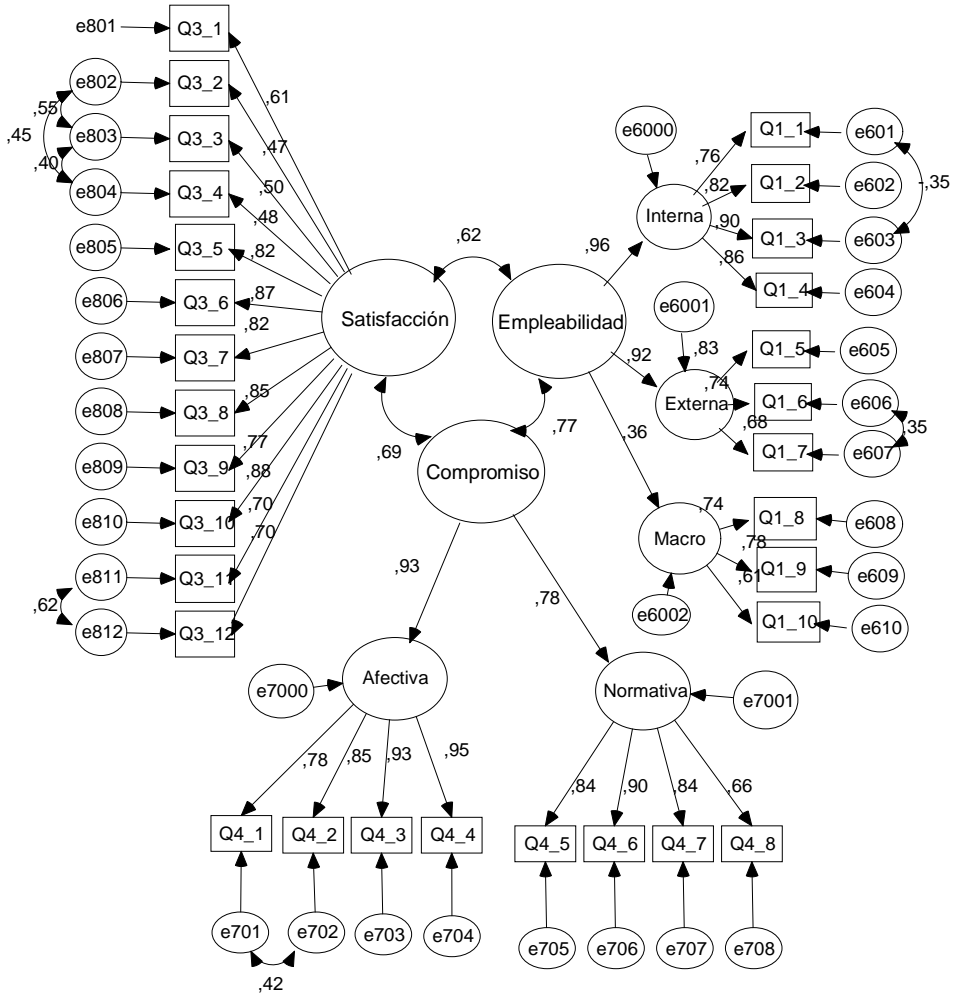 e801
Q3_1
e802
Q3_2
,61
,55
e803
Q3_3
,45
,47
,40
e804
Q3_4
,50
,48
e805
Q3_5
,82
e806
Q3_6
,87
e807
Q3_7
,82
e808
Q3_8
,85
e809
Q3_9
,77
,88
e810
Q3_10
,70
,70
e811
Q3_11
,62
e812
Q3_12
Satisfacción
,62
Empleabilidad
,69
,77
Compromiso
e6000
Q1_1
e601
,76
Q1_2
e602
-,35
,82
Interna
,90
Q1_3
e603
,96
,86
Q1_4
e604
e6001
,83
Q1_5
e605
,92
,74
Externa
Q1_6
e606
,68
,35
Q1_7
e607
,36
,74
Q1_8
e608
Macro
,78
Q1_9
e609
,61
e6002
Q1_10
e610
,93
,78
e7000
Afectiva
Normativa
e7001
,78
,85
,93
,95
,84
,90
,84
,66
Q4_1
Q4_2
Q4_3
Q4_4
Q4_5
Q4_6
Q4_7
Q4_8
e701
e702
e703
e704
e705
e706
e707
e708
,42